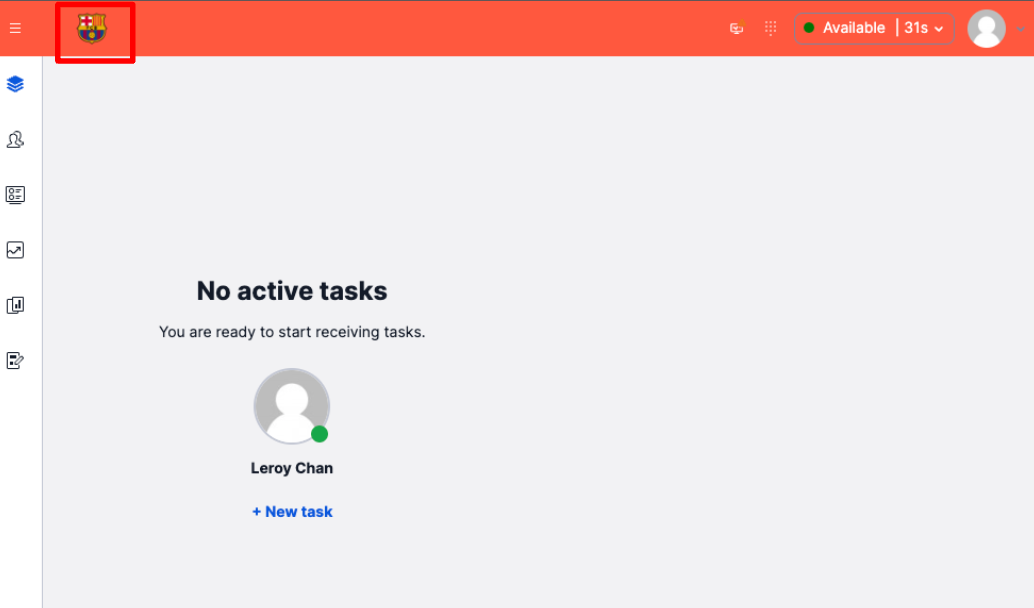 Available | 31s
No active tasks
You are ready to start receiving tasks.
Leroy Chan
+ New task